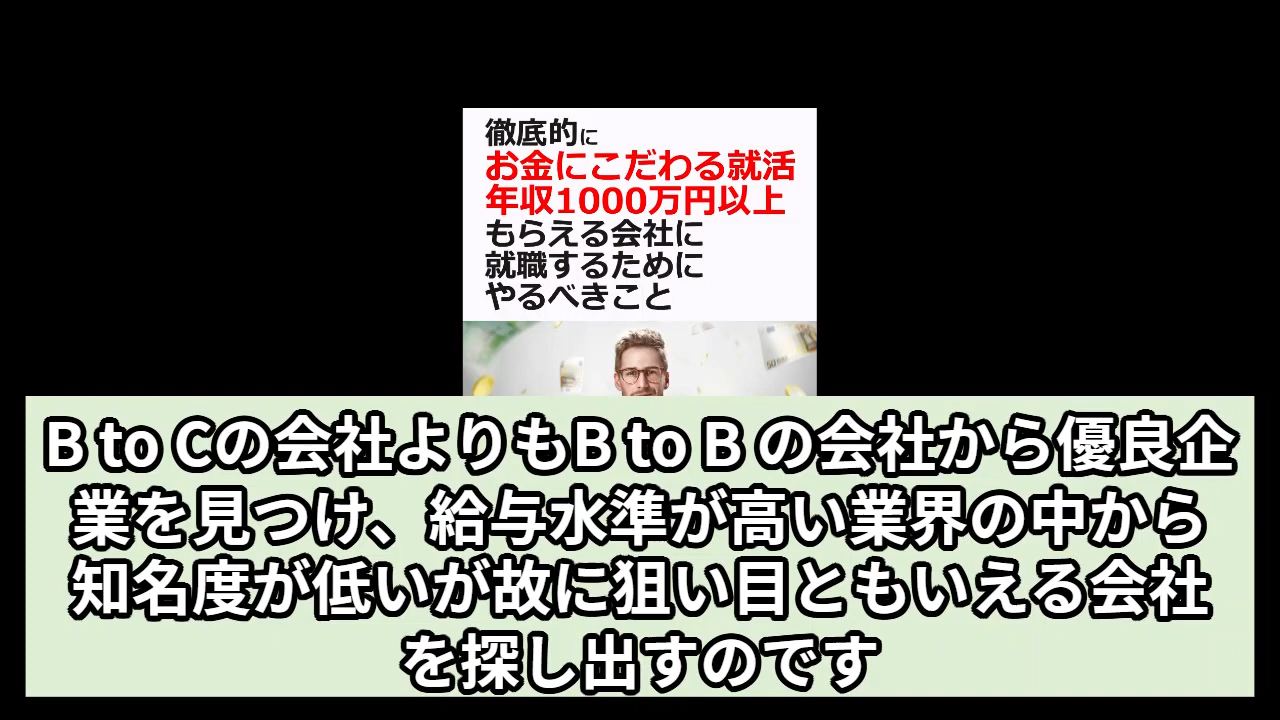 徹底的に
お金にこだわる就活
年収1000万円以上
もらえる会社に
就職するために
やるべきこと
B to Cの会社よりもB to B の会社から優良企
業を見つけ、給与水準が高い業界の中から
知名度が低いが故に狙い目ともいえる会社
を探し出すのです